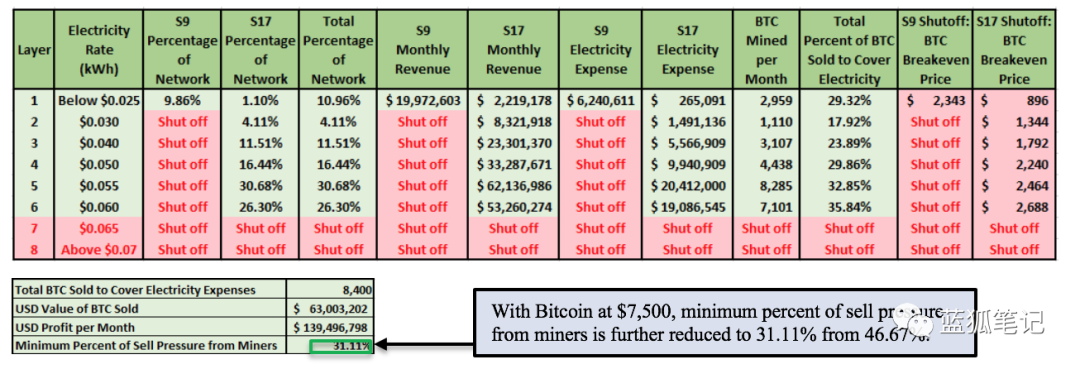 Layer Electricity Rate (kWh) S9 Percentage of Network S17 Percentage of Network Total Percentage of Network S9 Monthly Revenue S17 Monthly Revenue S9 Electricity Expense S17 Electricity Expense BTC Mined per Month Total Percent of BTC Sold to Cover Electricity S9 Shutoff: BTC Breakeven Price S17 Shutoff: BTC Breakeven Price
1 Below $0.025 9.86% 1.10% 10.96% $ 19,972,603 $ 2,219,178 $ 6,240,611 $ 265,091 2,959 29.32% $ 2,343 $ 896
2 $0.030 Shut off 4.11% 4.11% Shut off $ 8,321,918 Shut off $ 1,491,136 1,110 17.92% Shut off $ 1,344
3 $0.040 Shut off 11.51% 11.51% Shut off $ 23,301,370 Shut off $ 5,566,909 3,107 23.89% Shut off $ 1,792
4 $0.050 Shut off 16.44% 16.44% Shut off $ 33,287,671 Shut off $ 9,940,909 4,438 29.86% Shut off $ 2,240
5 $0.055 Shut off 30.68% 30.68% Shut off $ 62,136,986 Shut off $ 20,412,000 8,285 32.85% Shut off $ 2,464
6 $0.060 Shut off 26.30% 26.30% Shut off $ 53,260,274 Shut off $ 19,086,545 7,101 35.84% Shut off $ 2,688
7 $0.065 Shut off Shut off Shut off Shut off Shut off Shut off Shut off Shut off Shut off Shut off Shut off
8 Above $0.07 Shut off Shut off Shut off Shut off Shut off Shut off Shut off Shut off Shut off Shut off Shut off
Total BTC Sold to Cover Electricity Expenses 8,400
USD Value of BTC Sold $ 63,003,202
USD Profit per Month $ 139,496,798
Minimum Percent of Sell Pressure from Miners 31.11%
With Bitcoin at $7,500, minimum percent of sell pressure
from miners is further reduced to 31.11% from 46.67%.
蓝狐笔记